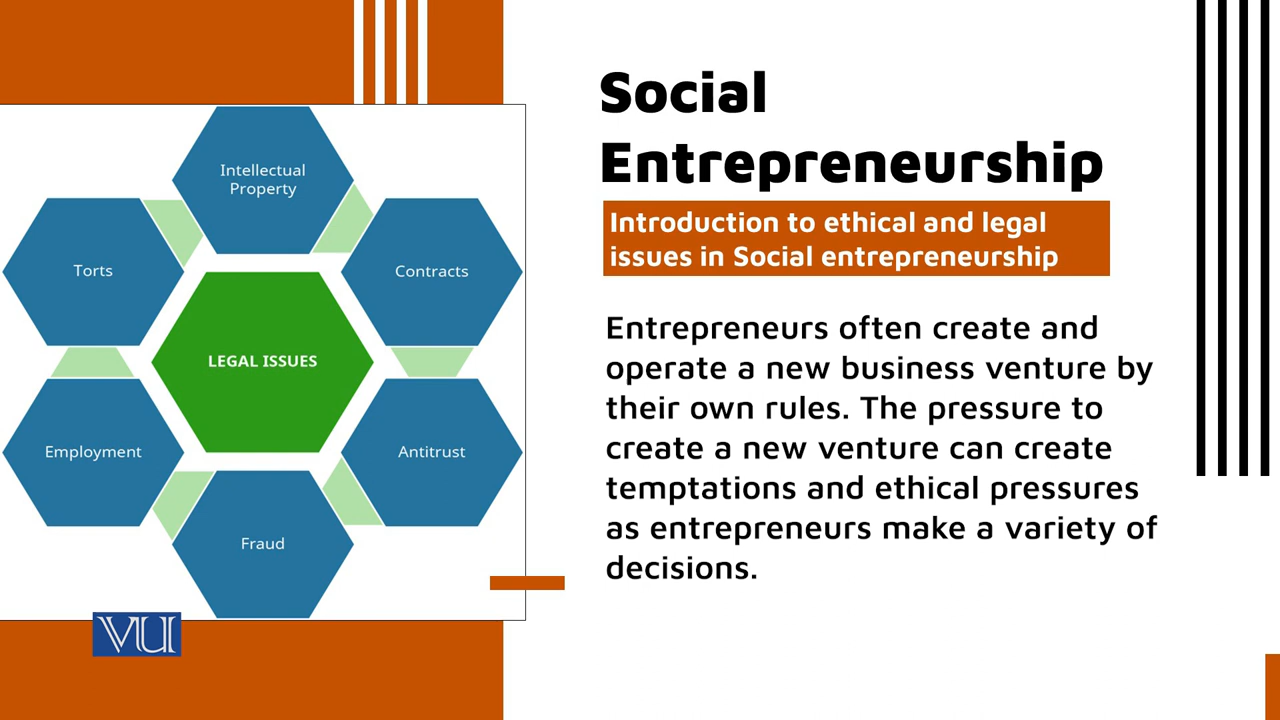 Social
Entrepreneurship
Introduction to ethical and legal
issues in Social entrepreneurship
Entrepreneurs often create and
operate a new business venture by
their own rules. The pressure to
create a new venture can create
temptations and ethical pressures
as entrepreneurs make a variety of
decisions.
Intellectual
Property
Contracts
Antitrust
Fraud
Employment
Torts
LEGAL ISSUES
VU